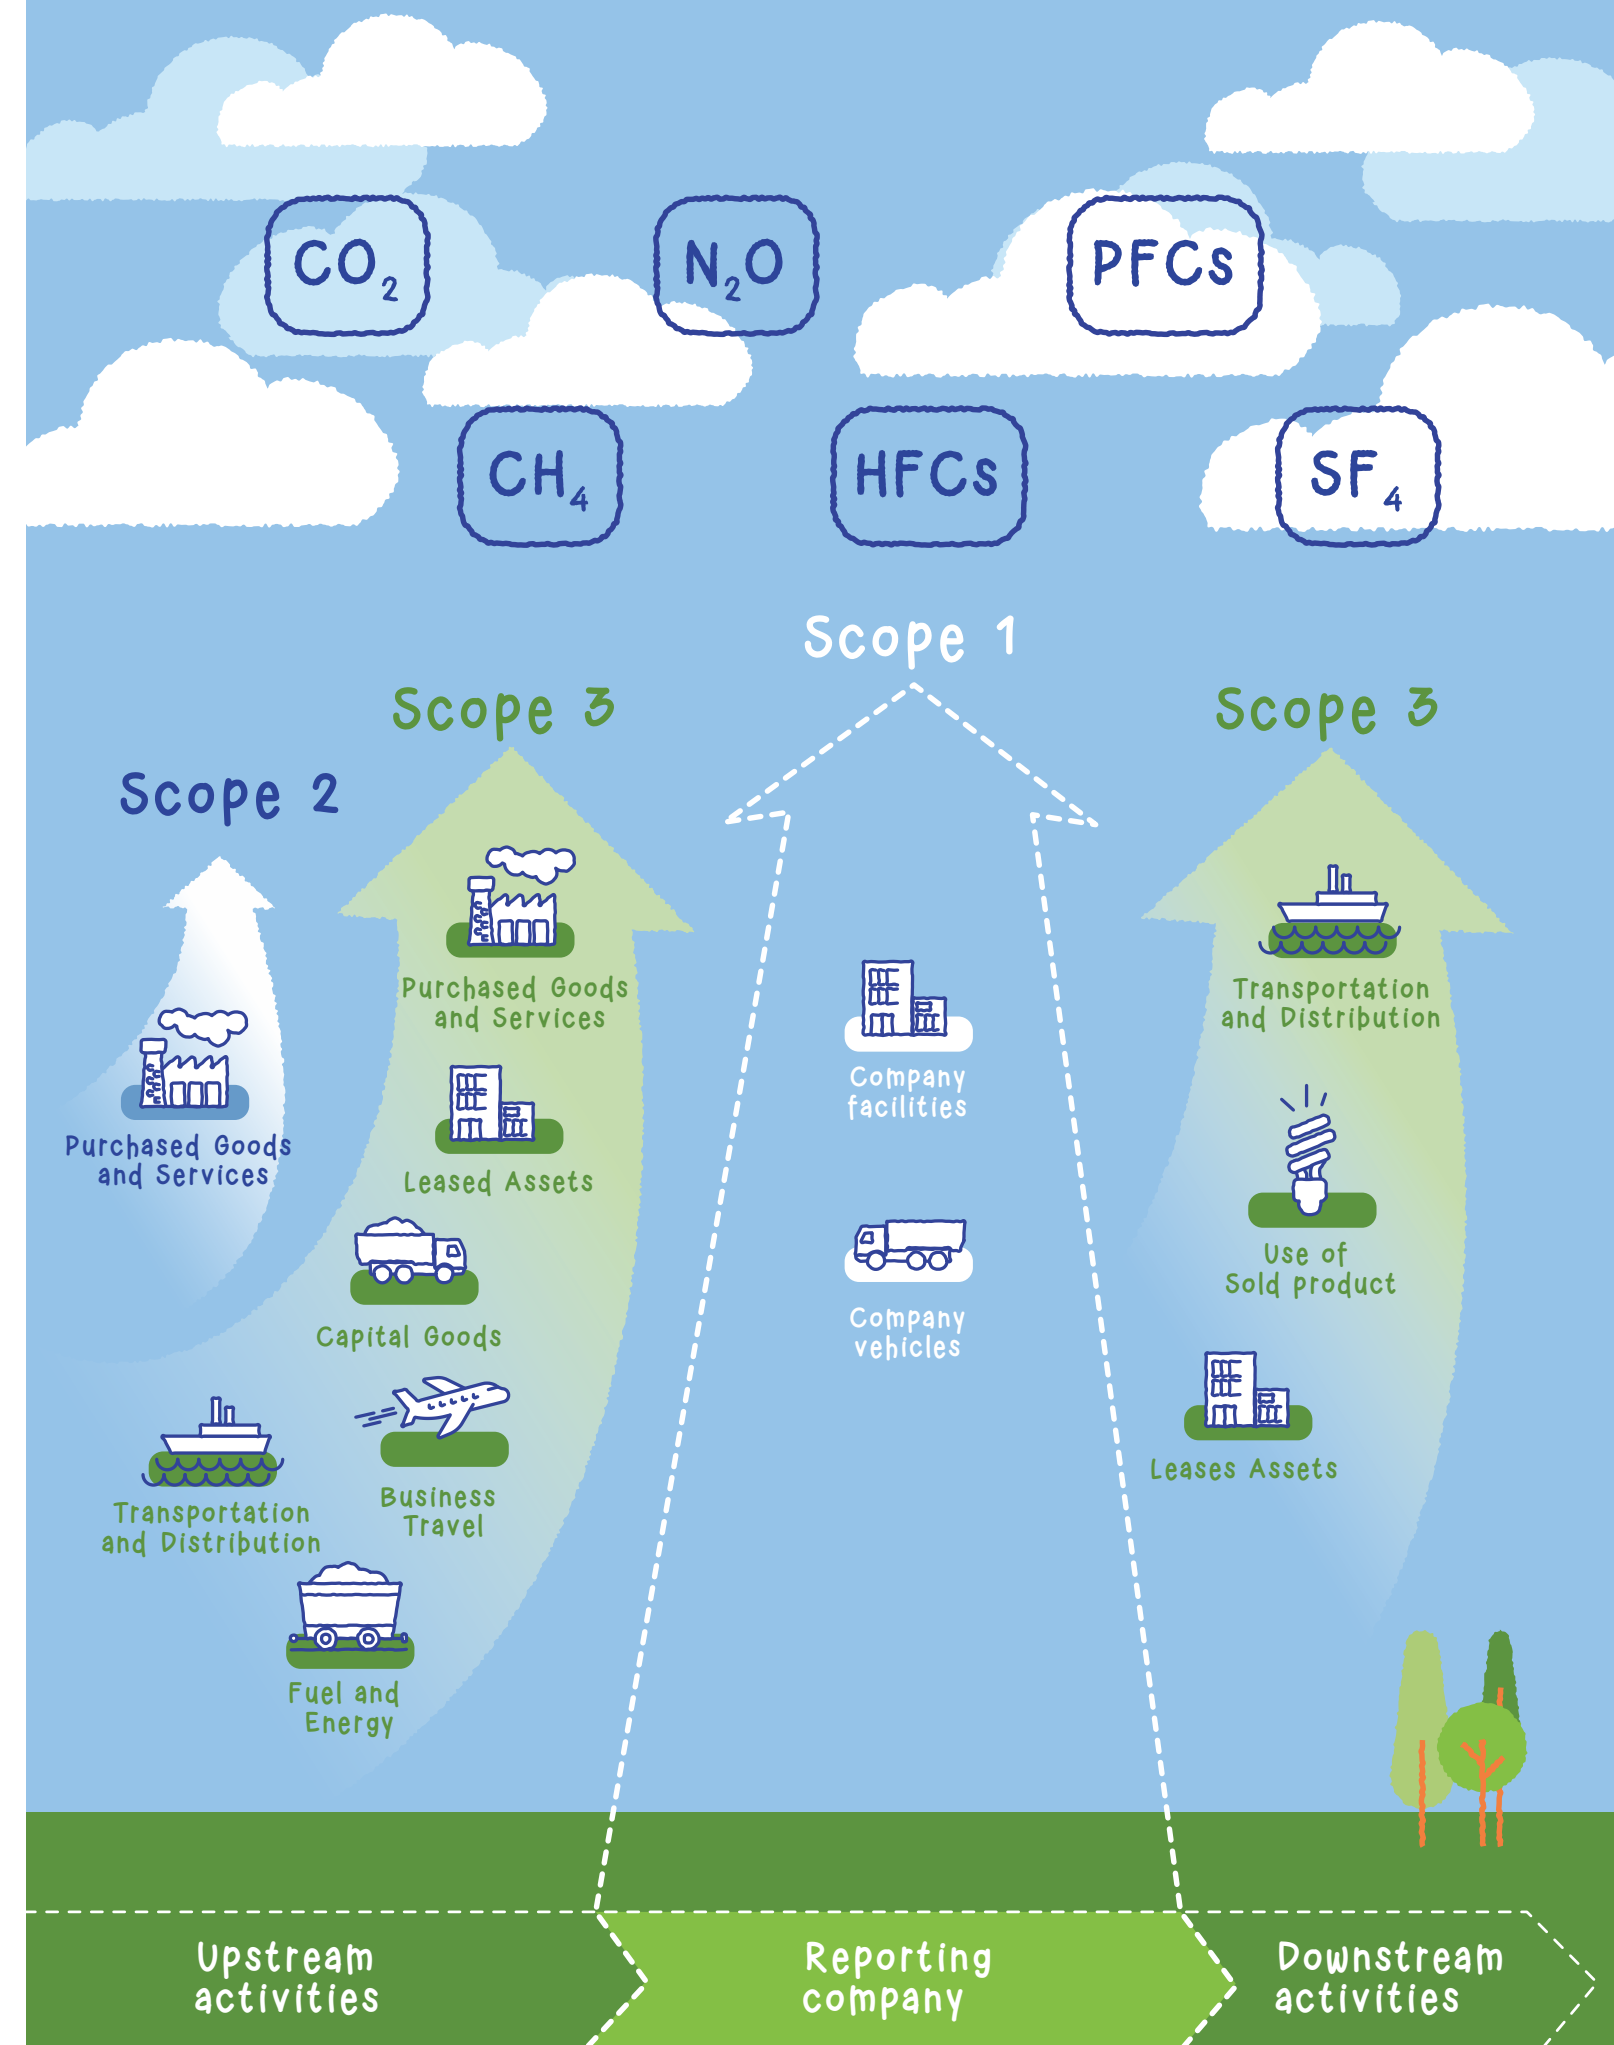 CO2
N2O
PFCs
CH4
HFCs
SF4
Scope 1
Scope 3
Scope 3
Scope 2
Purchased Goods
and Services
Purchased Goods
and Services
Leased Assets
Capital Goods
Business
Travel
Transportation
and Distribution
Fuel and
Energy
Company
facilities
Company
vehicles
Transportation
and Distribution
Use of
Sold product
Leases Assets
Upstream
activities
Reporting
company
Downstream
activities